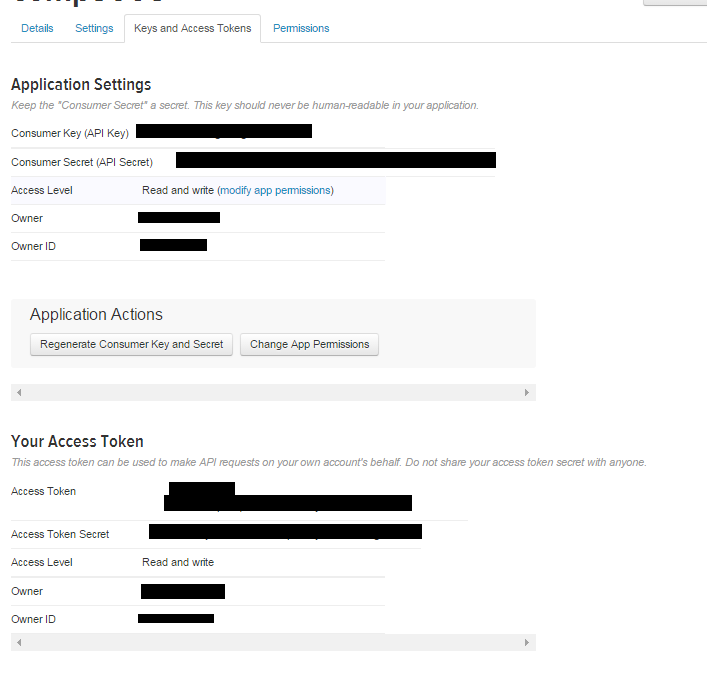 Details Settings Keys and Access Tokens Permissions
Application Settings
Keep the "Consumer Secret" a secret. This key should never be human-readable in your application.
Consumer Key (API Key)
Consumer Secret (API Secret)
Access Level Read and write (modify app permissions)
Owner
Owner ID
Application Actions
Regenerate Consumer Key and Secret Change App Permissions
Your Access Token
This access token can be used to make API requests on your own account's behalf. Do not share your access token secret with anyone.
Access Token
Access Token Secret
Access Level Read and write
Owner
Owner ID